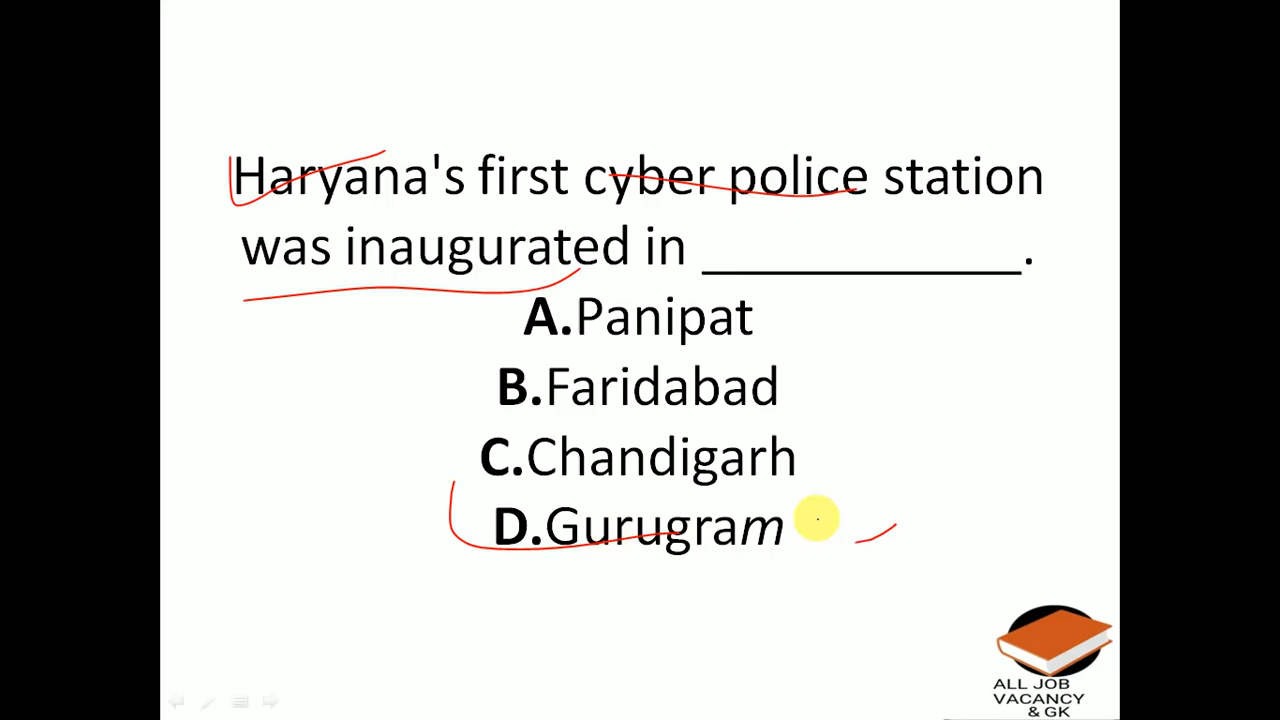 Haryana's first cyber police station
was inaugurated in ____________.
A.Panipat
B.Faridabad
C.Chandigarh
D.Gurugram
ALL JOB
VACANCY
& GK